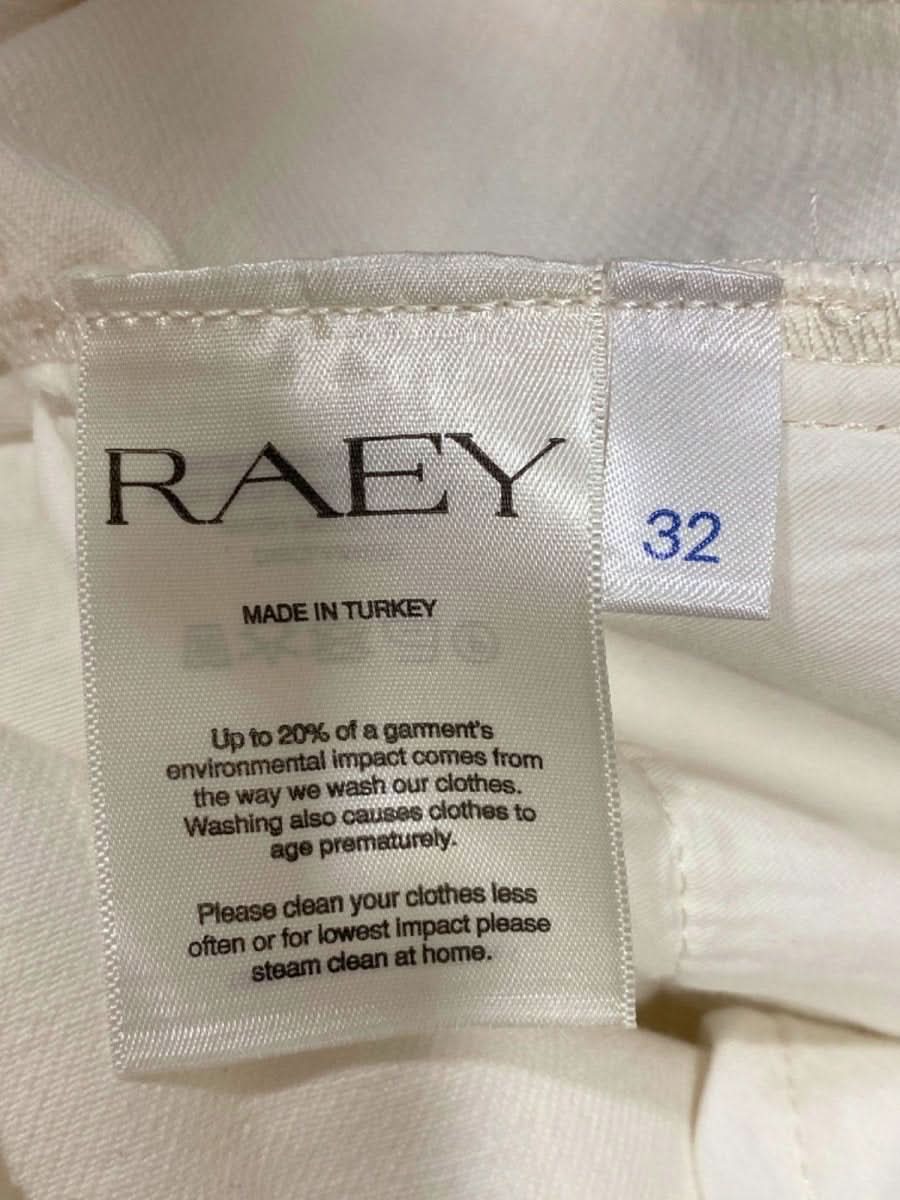 RAEY
32
MADE IN TURKEY
Up to 20% of a garment's
environmental impact comes from
the way we wash our clothes.
Washing also causes clothes to
age prematurely.
Please clean your clothes less
often or for lowest impact please
steam clean at home.